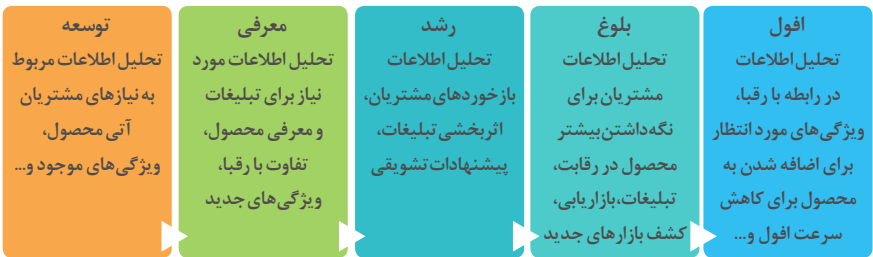 توسعه
تحلیل اطلاعات مربوط
به نیازهای مشتریان
آتی محصول،
ویژگی‌های موجود و...
معرفی
تحلیل اطلاعات مورد
نیاز برای تبلیغات
و معرفی محصول،
تفاوت با رقبا،
ویژگی‌های جدید
رشد
تحلیل اطلاعات
بازخوردهای مشتریان،
اثربخشی تبلیغات،
پیشنهادات تشویقی
بلوغ
تحلیل اطلاعات
مشتریان برای
نگه‌داشتن بیشتر
محصول در رقابت،
تبلیغات، بازاریابی،
کشف بازارهای جدید
افول
تحلیل اطلاعات
در رابطه با رقبا،
ویژگی‌های مورد انتظار
برای اضافه شدن به
محصول برای کاهش
سرعت افول و...